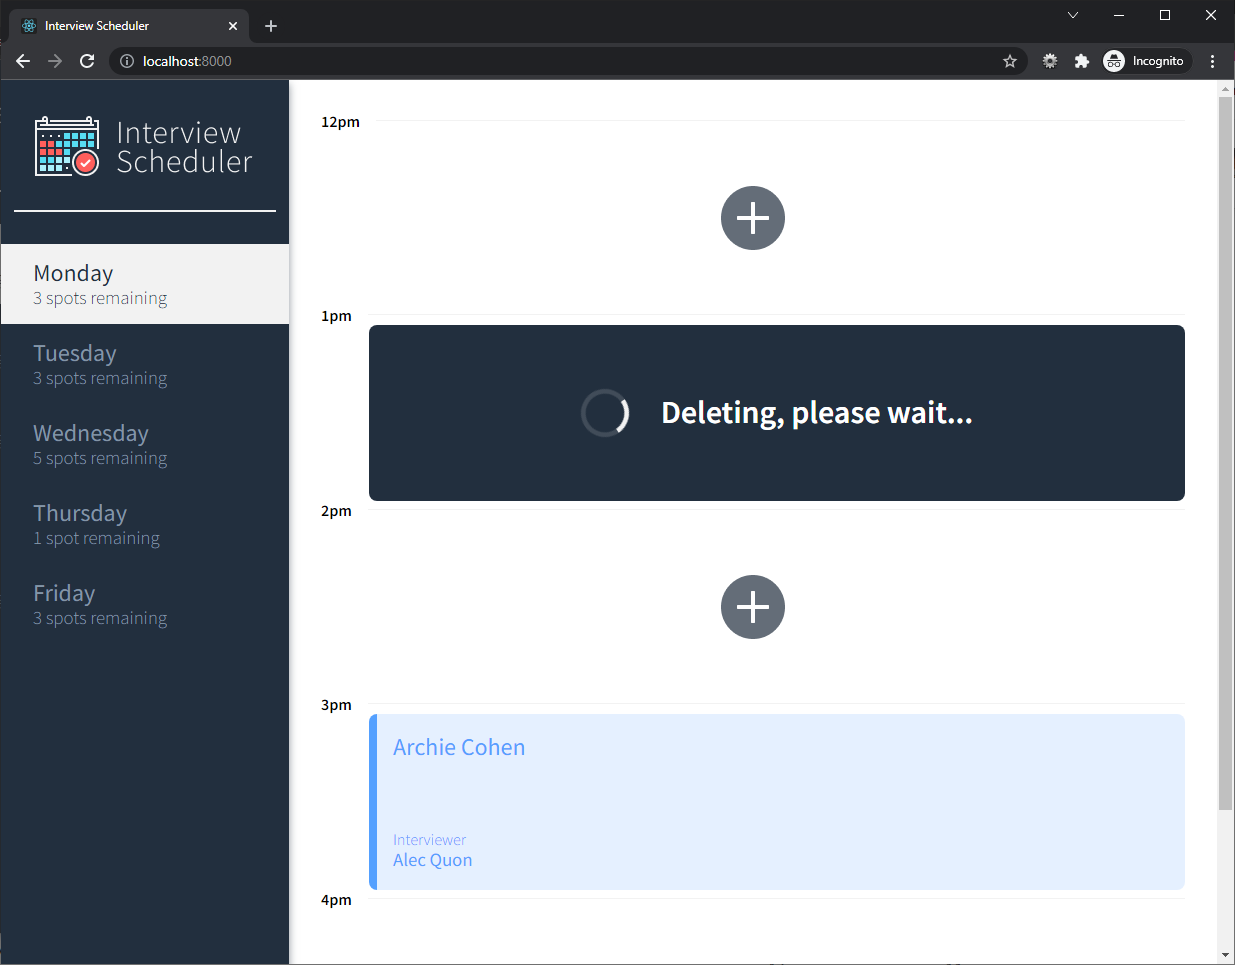 Interview Scheduler
localhost:8000
Incognito
Interview
Scheduler
Monday
3 spots remaining
Tuesday
3 spots remaining
Wednesday
5 spots remaining
Thursday
1 spot remaining
Friday
3 spots remaining
12pm
1pm
Deleting, please wait...
2pm
3pm
Archie Cohen
Interviewer
Alec Quon
4pm